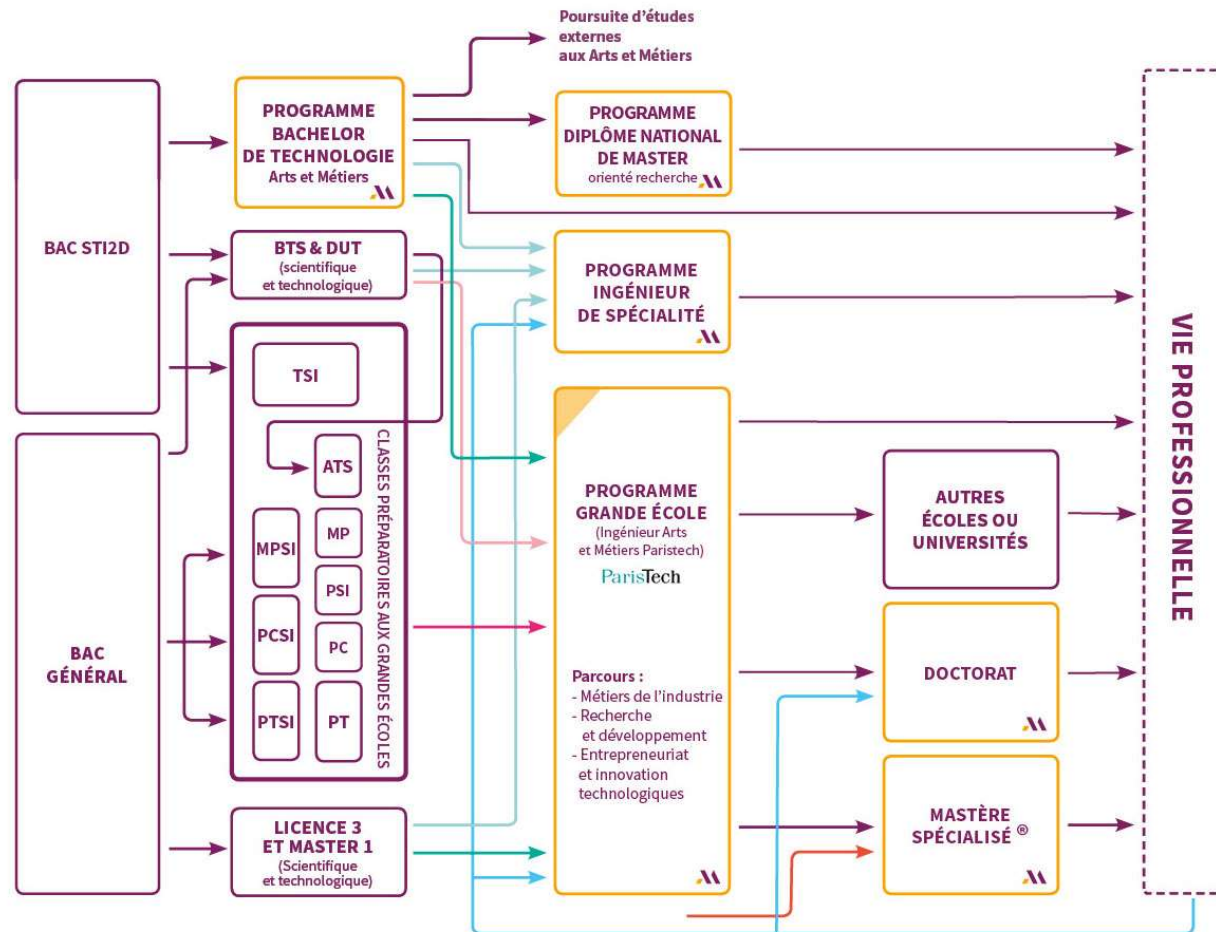 Poursuite d’études
externes
aux Arts et Métiers
BAC STI2D
PROGRAMME
BACHELOR
DE TECHNOLOGIE
Arts et Métiers
PROGRAMME
DIPLÔME NATIONAL
DE MASTER
orienté recherche
BTS & DUT
(scientifique
et technologique)
PROGRAMME
INGÉNIEUR
DE SPÉCIALITÉ
TSI
ATS
MPSI
MP
PSI
PCSI
PC
PTSI
PT
CLASSES PRÉPARATOIRES AUX GRANDES ÉCOLES
BAC
GÉNÉRAL
LICENCE 3
ET MASTER 1
(Scientifique
et technologique)
PROGRAMME
GRANDE ÉCOLE
(Ingénieur Arts
et Métiers Paristech)
ParisTech
Parcours :
- Métiers de l’industrie
- Recherche
et développement
- Entrepreneuriat
et innovation
technologiques
AUTRES
ÉCOLES OU
UNIVERSITÉS
DOCTORAT
MASTÈRE
SPÉCIALISÉ ®
VIE PROFESSIONNELLE